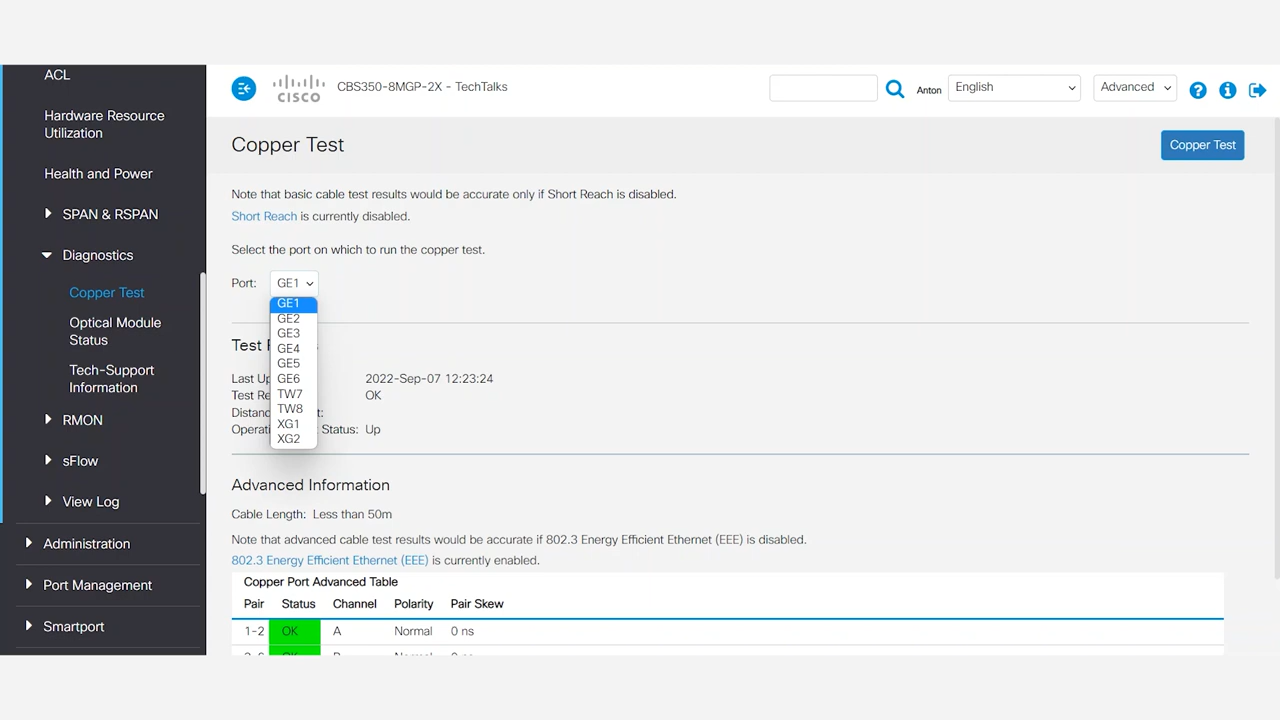 ACL
Hardware Resource
Utilization
Health and Power
SPAN & RSPAN
Diagnostics
Copper Test
Optical Module
Status
Tech-Support
Information
RMON
sFlow
View Log
Administration
Port Management
Smartport
CISCO
CBS350-8MGP-2X - TechTalks
Anton
English
Advanced
Copper Test
Copper Test
Note that basic cable test results would be accurate only if Short Reach is disabled.
Short Reach is currently disabled.
Select the port on which to run the copper test.
Port: GE1
GE1
GE2
GE3
GE4
GE5
GE6
TW7
TW8
XG1
XG2
Test
Last Up 2022-Sep-07 12:23:24
Test Re OK
Distanc t:
Operati Status: Up
Advanced Information
Cable Length: Less than 50m
Note that advanced cable test results would be accurate if 802.3 Energy Efficient Ethernet (EEE) is disabled.
802.3 Energy Efficient Ethernet (EEE) is currently enabled.
Copper Port Advanced Table
Pair Status Channel Polarity Pair Skew
1-2 OK A Normal 0 ns